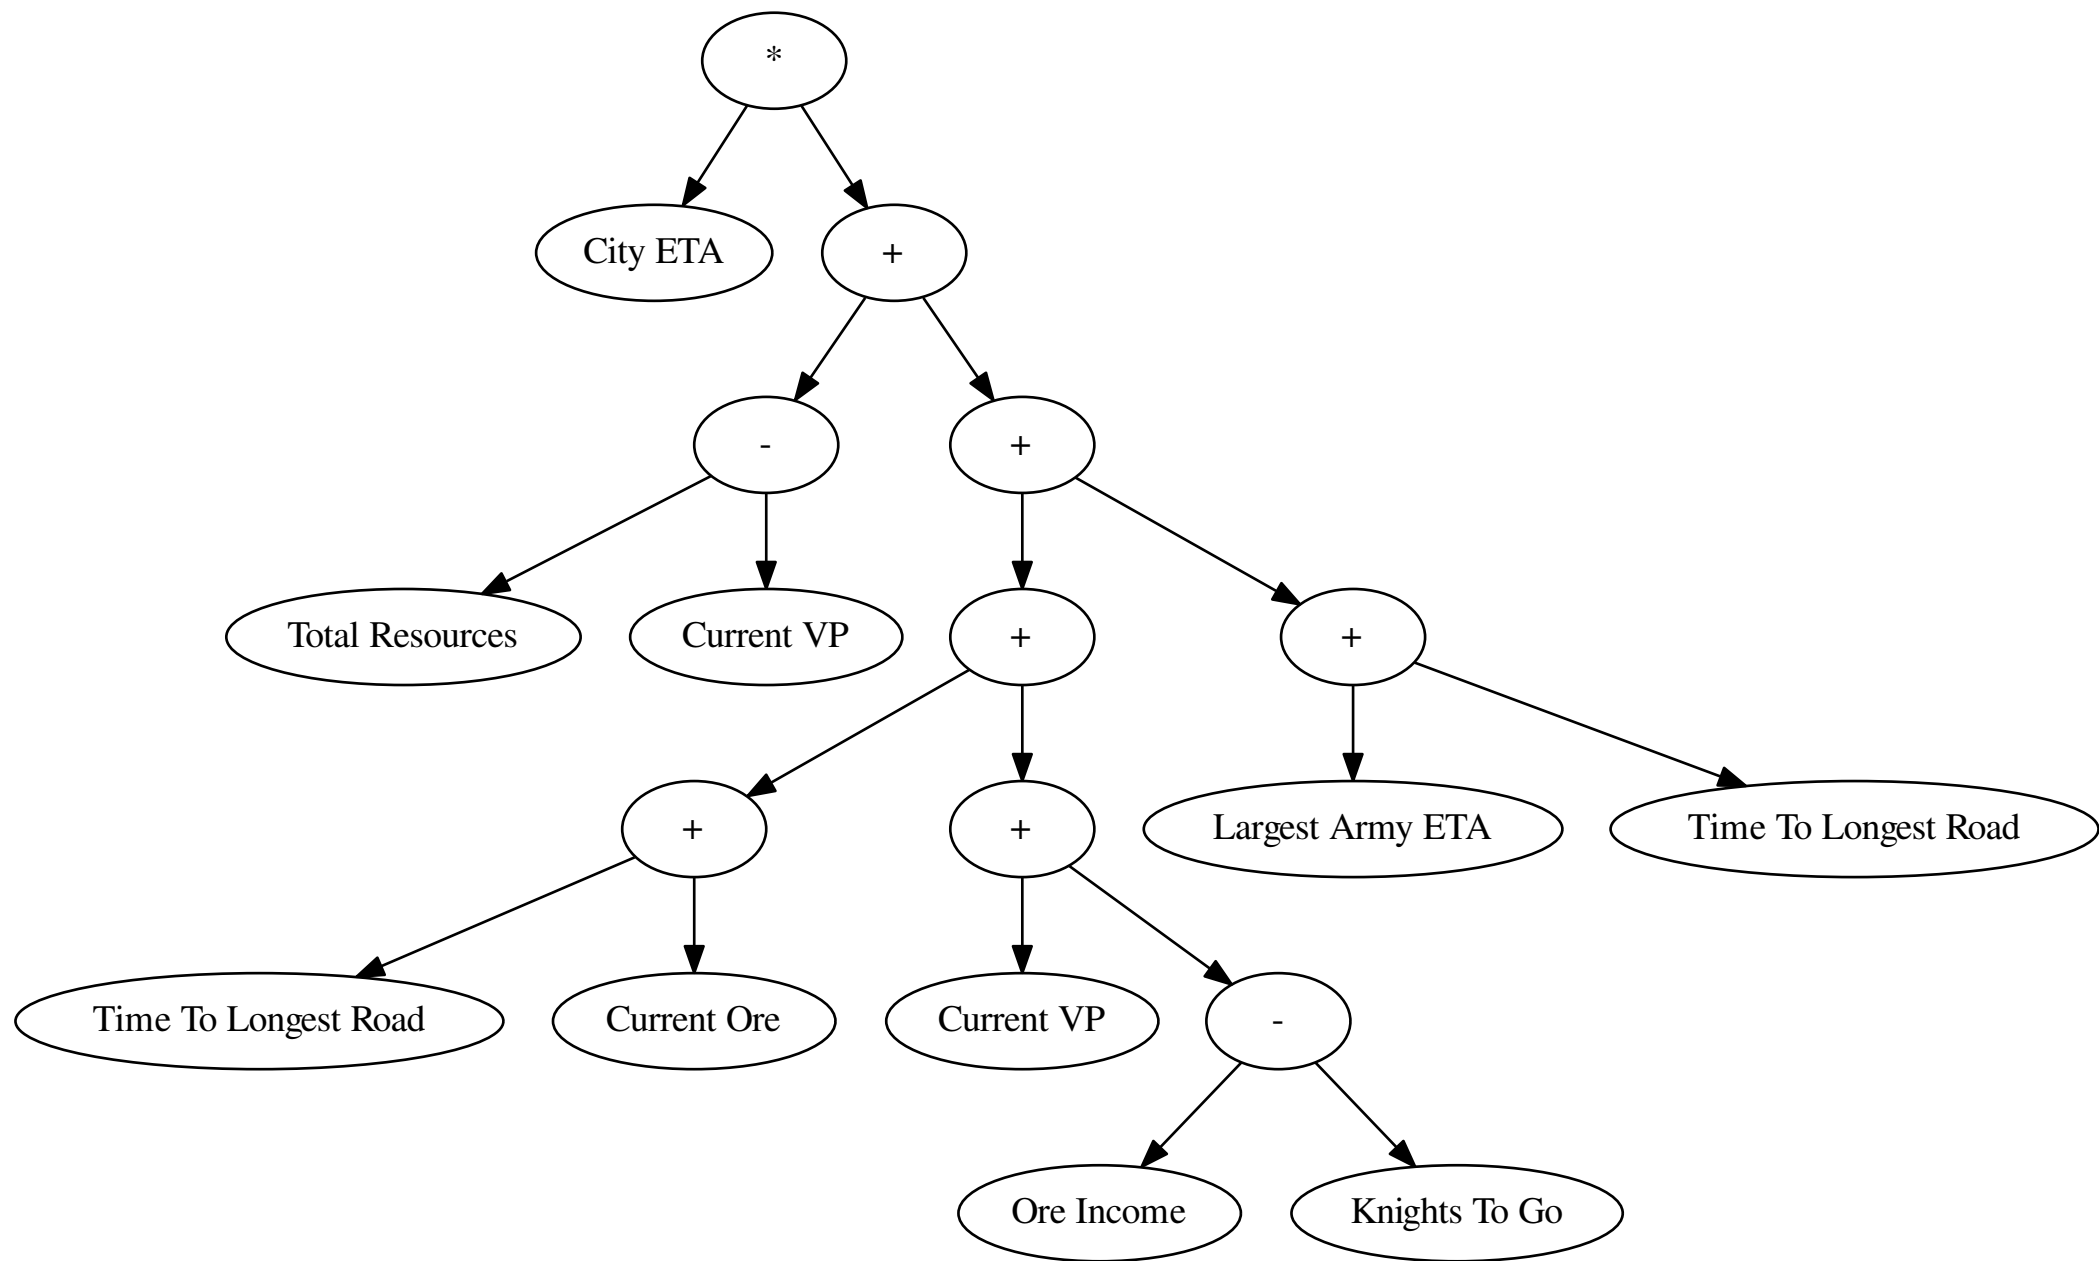 *
City ETA
+
-
+
Total Resources
Current VP
+
+
+
+
Largest Army ETA
Time To Longest Road
Time To Longest Road
Current Ore
Current VP
-
Ore Income
Knights To Go